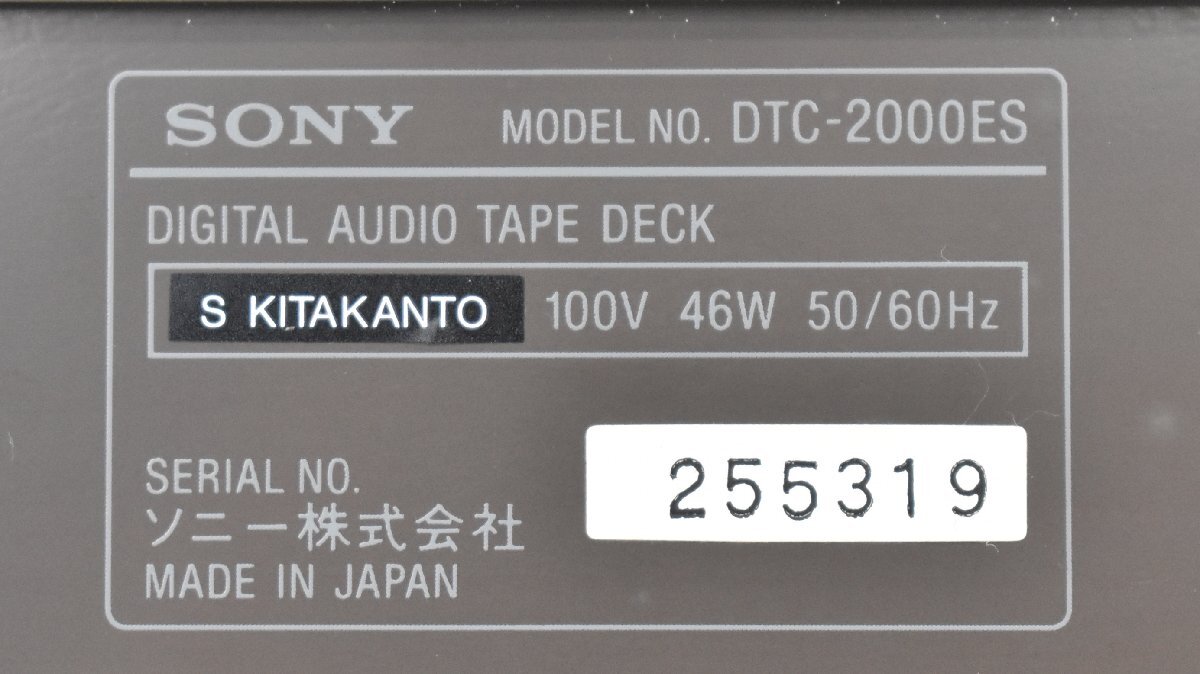 SONY MODEL NO. DTC-2000ES
DIGITAL AUDIO TAPE DECK
S KITAKANTO 100V 46W 50/60Hz
SERIAL NO. 255319
ソニー株式会社
MADE IN JAPAN